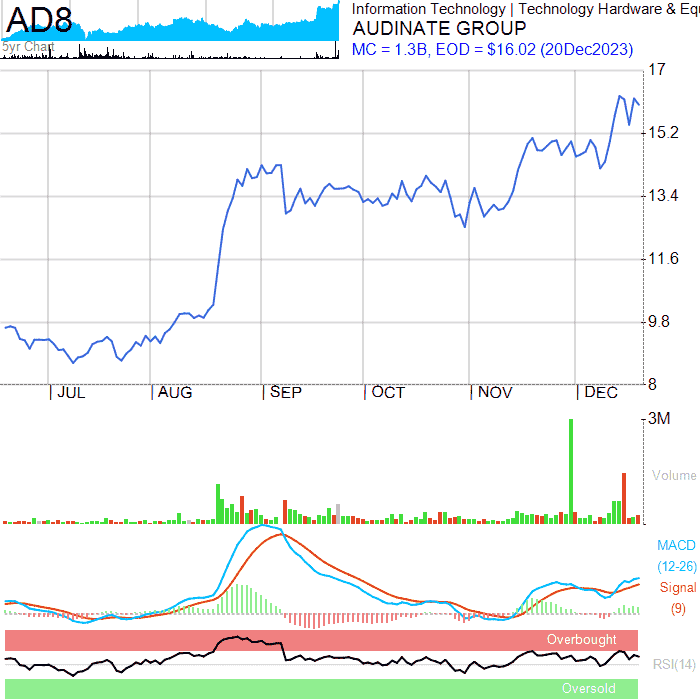 AD8
5yr Chart
Information Technology | Technology Hardware & Equ
AUDINATE GROUP
MC = 1.3B, EOD = $16.02 (20Dec2023)
17
15.2
13.4
11.6
9.8
8
JUL AUG SEP OCT NOV DEC
3M
Volume
MACD
(12-26)
Signal
(9)
Overbought
RSI(14)
Oversold